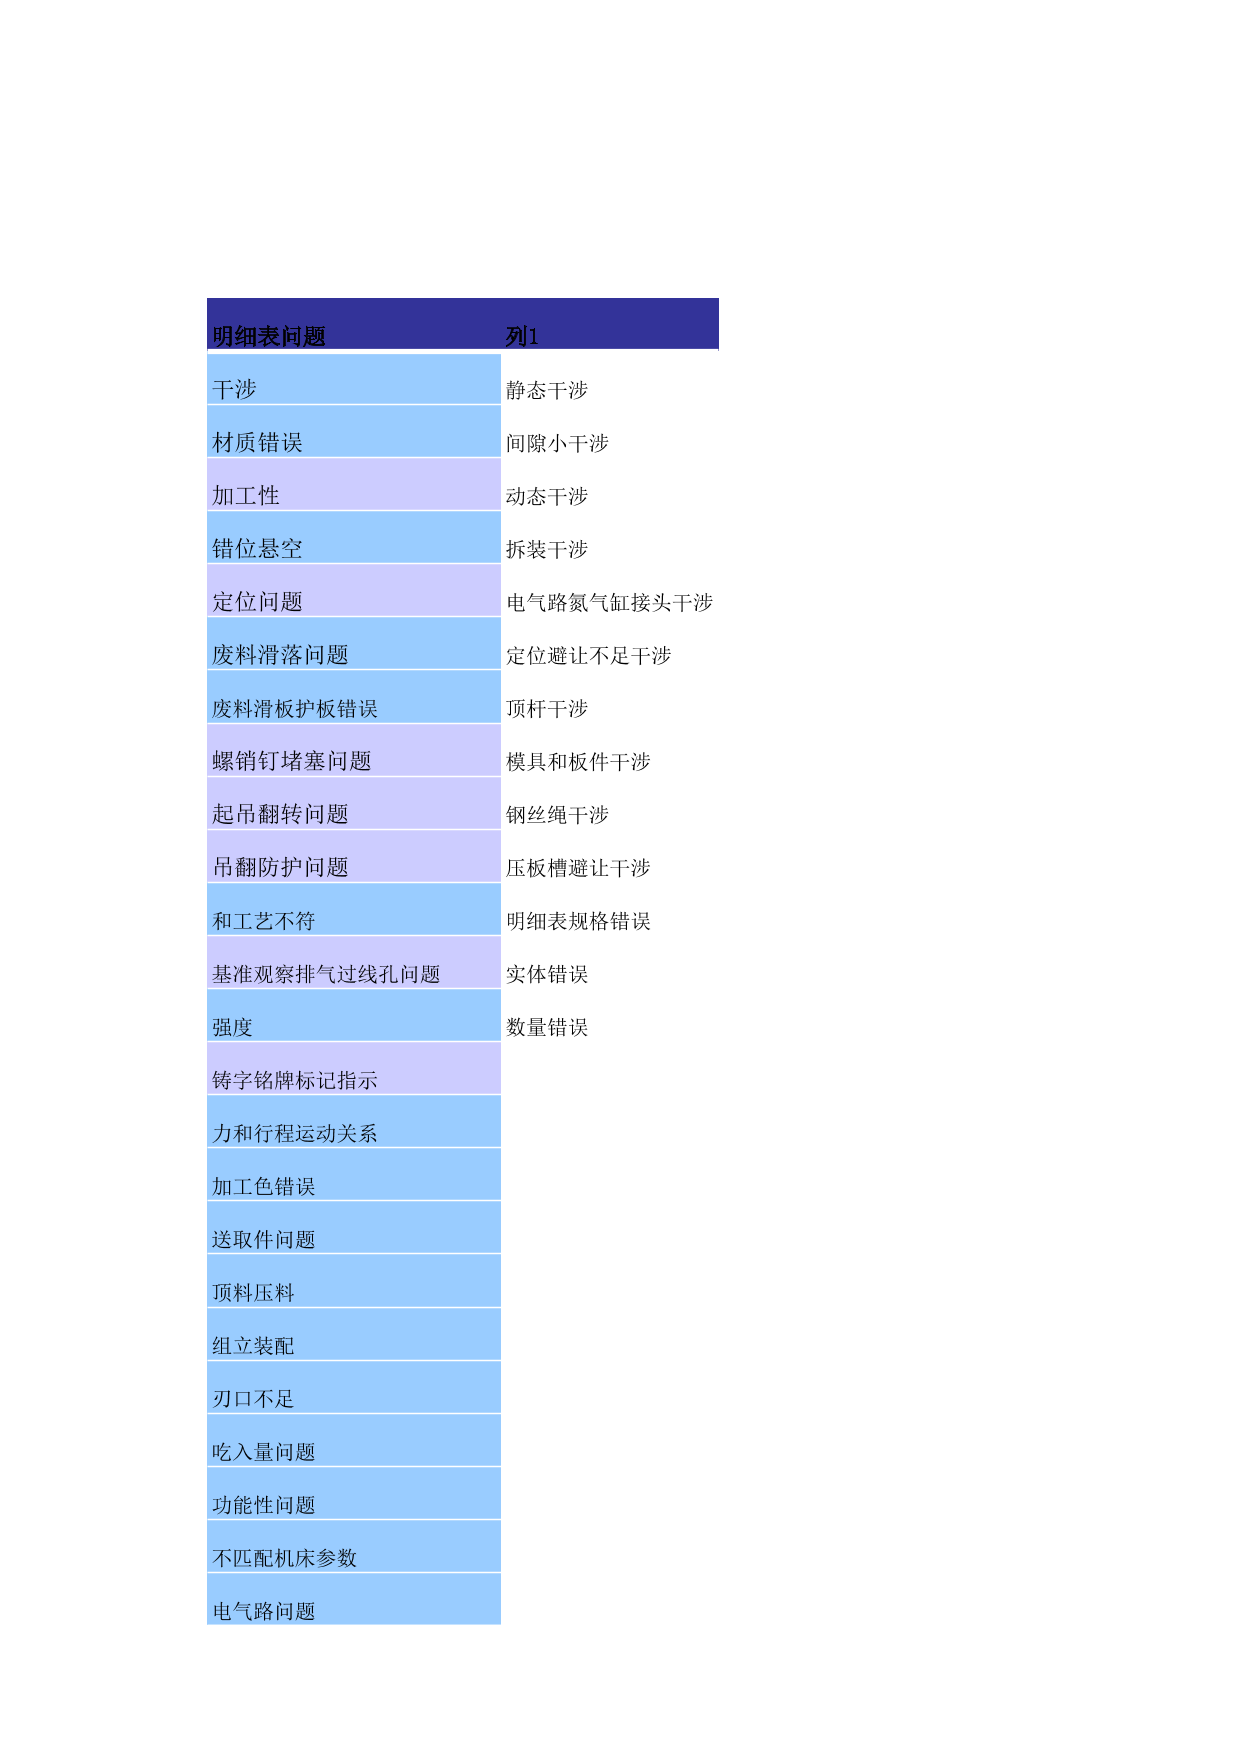 明细表问题 列1
干涉 静态干涉
材质错误 间隙小干涉
加工性 动态干涉
错位悬空 拆装干涉
定位问题 电气路氮气缸接头干涉
废料滑落问题 定位避让不足干涉
废料滑板护板错误 顶杆干涉
螺销钉堵塞问题 模具和板件干涉
起吊翻转问题 钢丝绳干涉
吊翻防护问题 压板槽避让干涉
和工艺不符 明细表规格错误
基准观察排气过线孔问题 实体错误
强度 数量错误
铸字铭牌标记指示
力和行程运动关系
加工色错误
送取件问题
顶料压料
组立装配
刃口不足
吃入量问题
功能性问题
不匹配机床参数
电气路问题